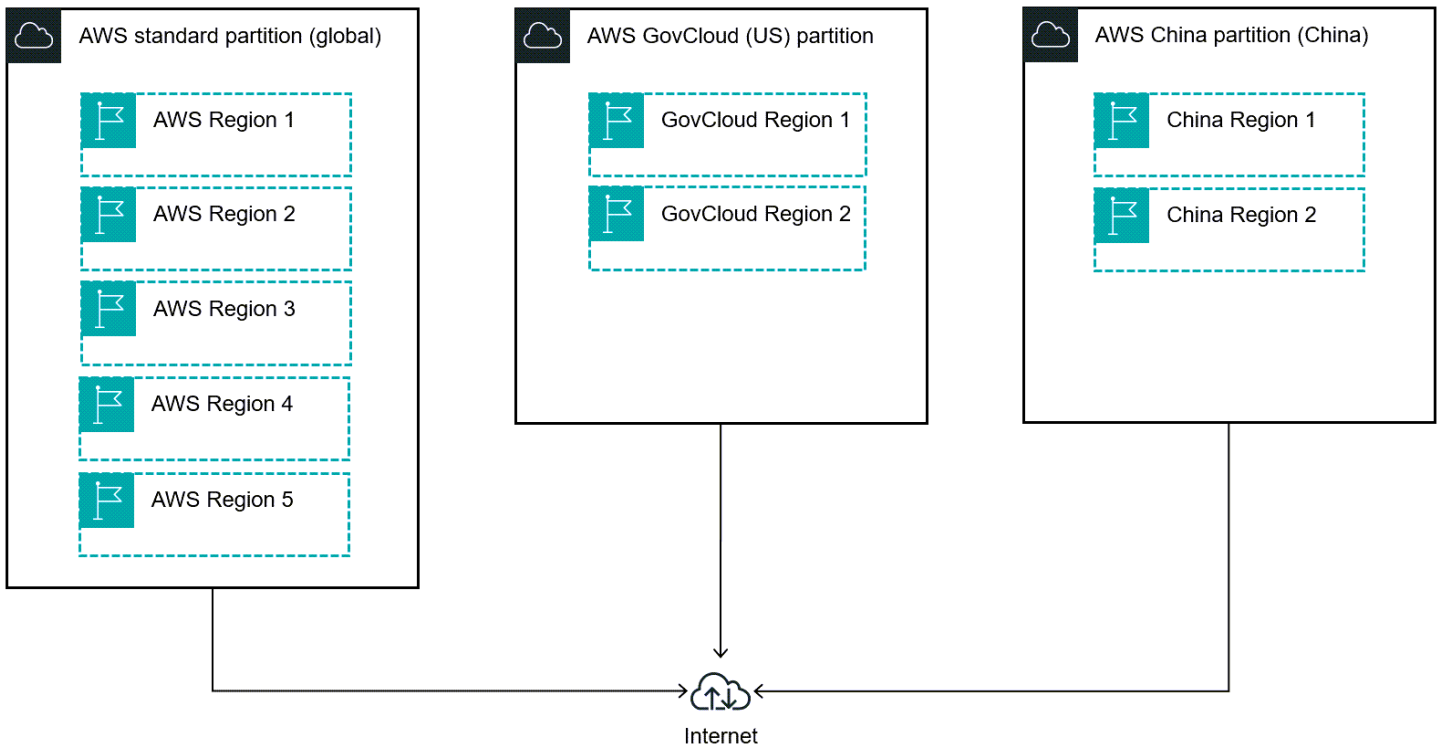 AWS standard partition (global)
AWS Region 1
AWS Region 2
AWS Region 3
AWS Region 4
AWS Region 5
AWS GovCloud (US) partition
GovCloud Region 1
GovCloud Region 2
AWS China partition (China)
China Region 1
China Region 2
Internet